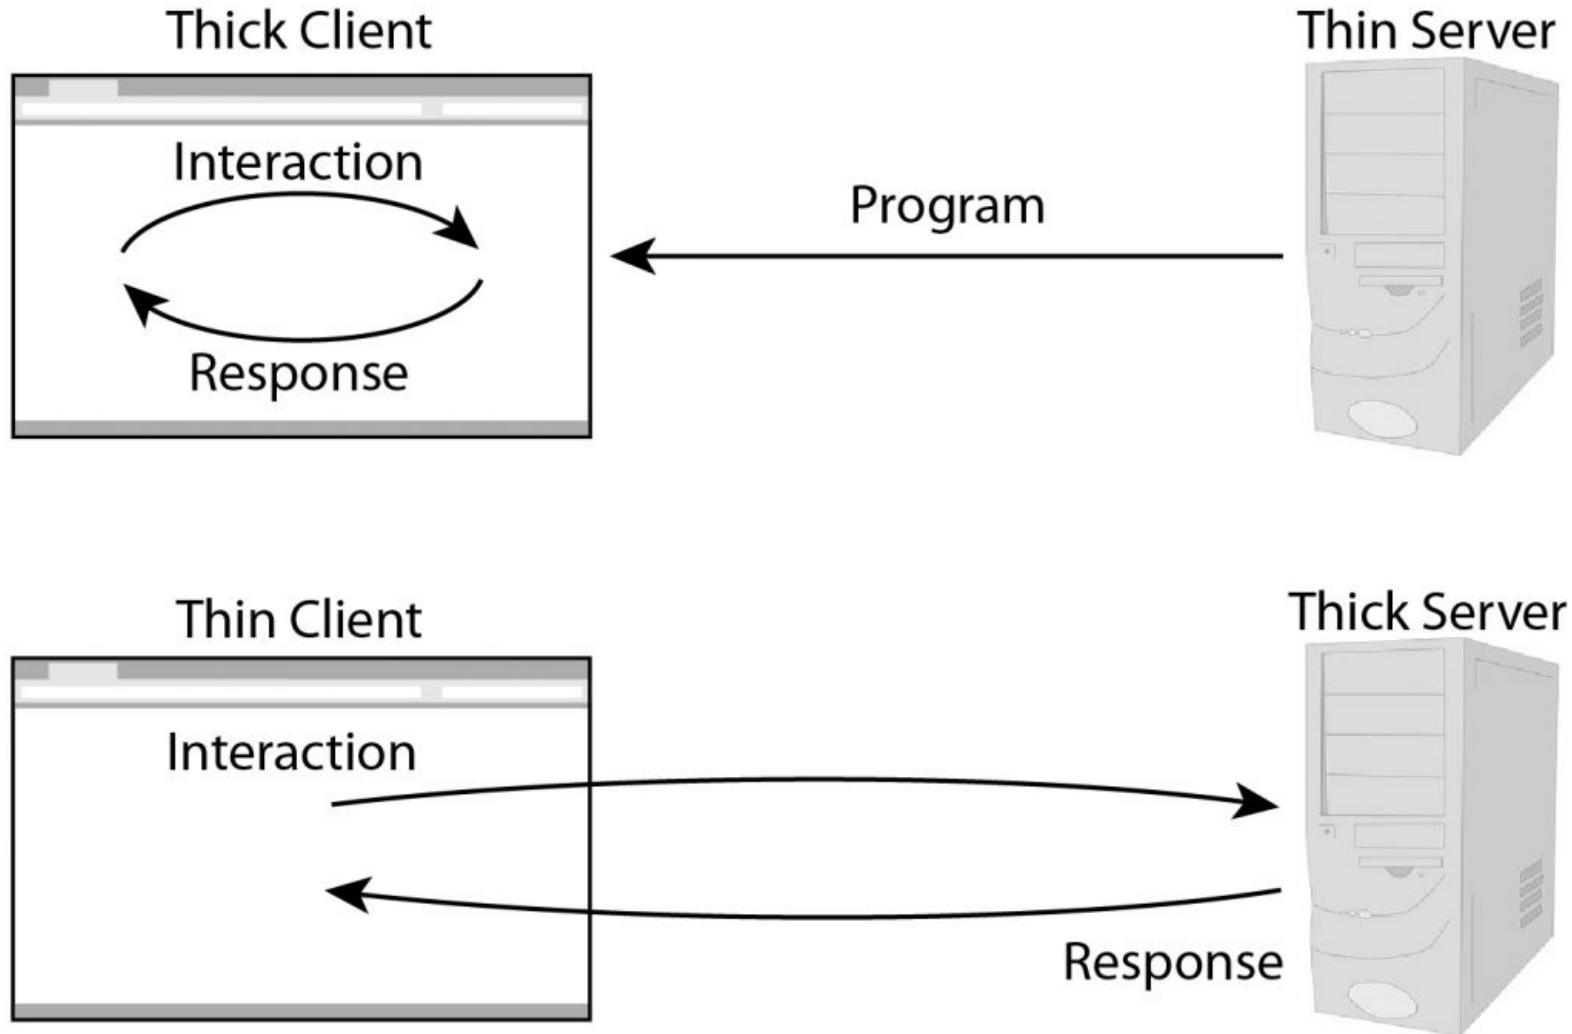 Thick Client
Thin Server
Interaction
Program
Response
Thin Client
Thick Server
Interaction
Response